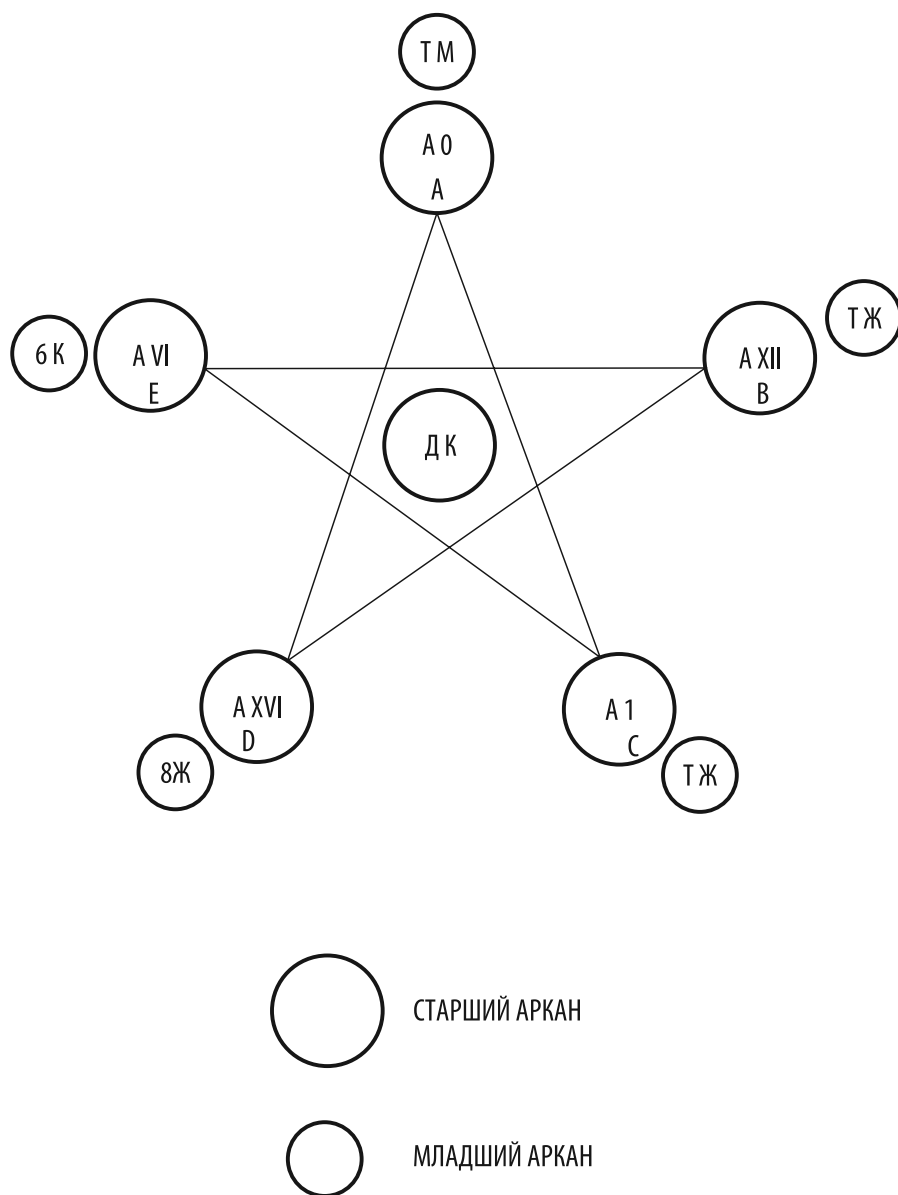 Т М
А 0
А
Т Ж
6 К
А VI
E
А XII
B
Д К
А XVI
D
А 1
C
8Ж
Т Ж
СТАРШИЙ АРКАН
МЛАДШИЙ АРКАН